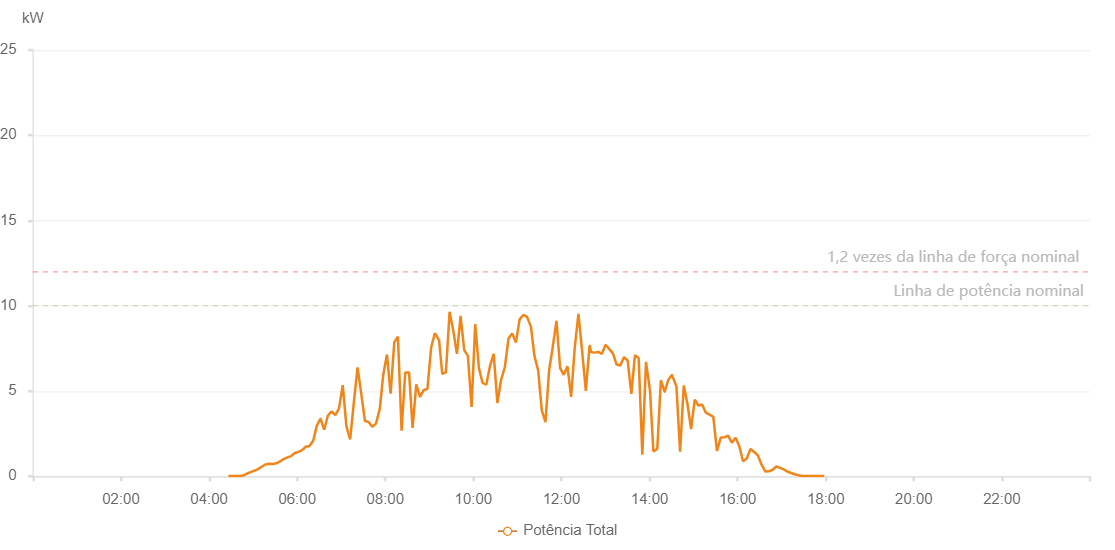 kW
25
20
15
1,2 vezes da linha de força nominal
Linha de potência nominal
10
5
0
02:00 04:00 06:00 08:00 10:00 12:00 14:00 16:00 18:00 20:00 22:00
Potência Total